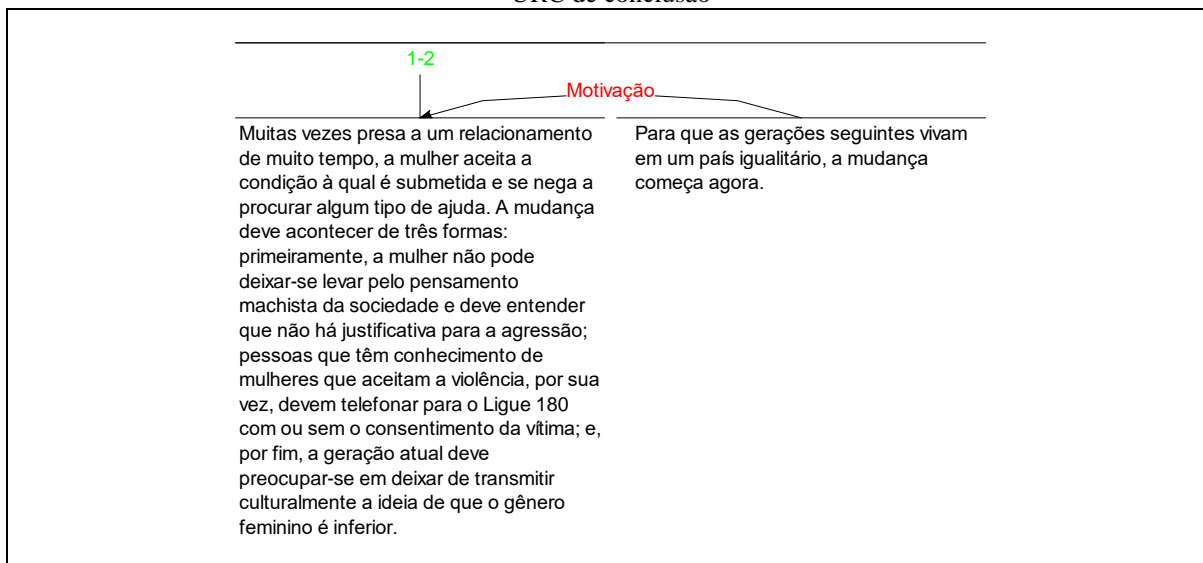 URC de conclusão
1-2
Motivação
Muitas vezes presa a um relacionamento
de muito tempo, a mulher aceita a
condição à qual é submetida e se nega a
procurar algum tipo de ajuda. A mudança
deve acontecer de três formas:
primeiramente, a mulher não pode
deixar-se levar pelo pensamento
machista da sociedade e deve entender
que não há justificativa para a agressão;
pessoas que têm conhecimento de
mulheres que aceitam a violência, por sua
vez, devem telefonar para o Ligue 180
com ou sem o consentimento da vítima; e,
por fim, a geração atual deve
preocupar-se em deixar de transmitir
culturalmente a ideia de que o gênero
feminino é inferior.
Para que as gerações seguintes vivam
em um país igualitário, a mudança
começa agora.